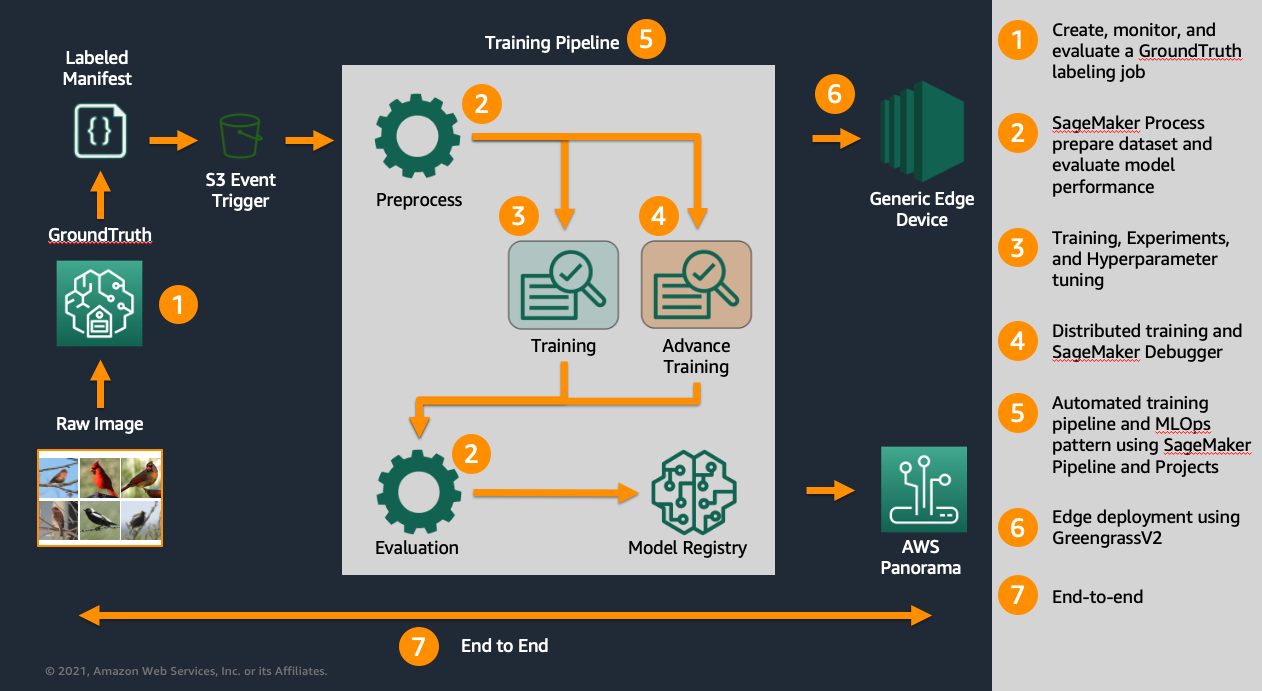 Training Pipeline 5
Labeled
Manifest
{}
S3 Event
Trigger
GroundTruth
1
Raw Image
2
Preprocess
3
4
Training
Advance
Training
2
Evaluation
Model Registry
6
Generic Edge
Device
AWS
Panorama
7 End to End
© 2021, Amazon Web Services, Inc. or its Affiliates.
1 Create, monitor, and
evaluate a GroundTruth
labeling job
2 SageMaker Process
prepare dataset and
evaluate model
performance
3 Training, Experiments,
and Hyperparameter
tuning
4 Distributed training and
SageMaker Debugger
5 Automated training
pipeline and MLOps
pattern using SageMaker
Pipeline and Projects
6 Edge deployment using
GreengrassV2
7 End-to-end